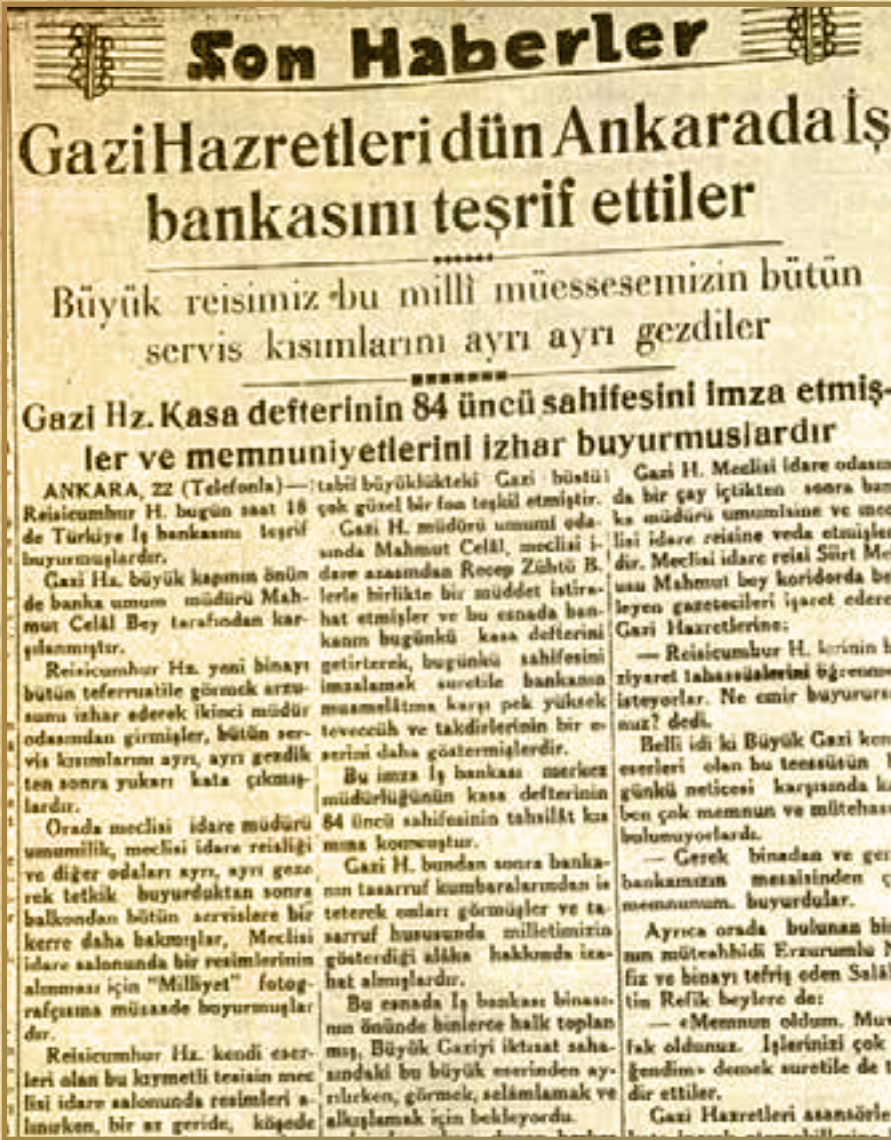 Son Haberler
Gazi Hazretleri dün Ankarada İş
bankasını teşrif ettiler
Büyük reisimiz bu millî müessesemizin bütün
servis kısımlarını ayrı ayrı gezdiler
Gazi Hz. Kasa defterinin 84 üncü sahifesini imza etmiş-
ler ve memnuniyetlerini izhar buyurmuslardır
ANKARA, 22 (Telefonla) —
Reisicumhur H. bugün saat 18
de Türkiye İş bankasını teşrif
buyurmuşlardır.
Gazi Hz. büyük kapının önün
de banka umum müdürü Mah-
mut Celâl Bey tarafından kar-
şılanmıştır.
Reisicumhur Hz. yeni binayı
bütün teferruatile görmek arzu-
sunu izhar ederek ikinci müdür
odasından girmişler, bütün ser-
vis kısımlarını ayrı, ayrı gezdik
ten sonra yukarı kata çıkmış-
lardır.
Orada meclisi idare müdürü
umumilik, meclisi idare reisliği
ve diğer odaları ayrı, ayrı geze
rek tetkik buyurduktan sonra
balkondan bütün servislere bir
kerre daha bakmışlar, Meclisi
idare salonunda bir resimlerinin
alınması için "Milliyet" fotoğ-
rafçısına müsaade buyurmuşlar
dır.
Reisicumhur Hz. kendi eser-
leri olan bu kıymetli tesisin mec
lisi idare salonunda resimleri a-
lınırken, bir az geride, köşede
tabiî büyüklükteki Gazi büstü
çok güzel bir fon teşkil etmiştir.
Gazi H. müdürü umumî oda-
sında Mahmut Celâl, meclisi i-
dare azasından Recep Zühtü B.
lerle birlikte bir müddet istira-
hat etmişler ve bu esnada ban-
kanın bugünkü kasa defterini
getirterek, bugünkü sahifesini
imzalamak suretile bankanın
muamelâtına karşı pek yüksek
teveccüh ve takdirlerinin bir e-
serini daha göstermişlerdir.
Bu imza İş bankası merkez
müdürlüğünün kasa defterinin
84 üncü sahifesinin tahsilât kıs
mına konmuştur.
Gazi H. bundan sonra banka-
nın tasarruf kumbaralarından is
teterek onları görmüşler ve ta-
sarruf hususunda milletimizin
gösterdiği alâka hakkında iza-
hat almışlardır.
Bu esnada İş bankası binası-
nın önünde binlerce halk toplan
mış, Büyük Gaziyi iktısat saha-
sındaki bu büyük eserinden ay-
rılırken, görmek, selâmlamak ve
alkışlamak için bekleyordu.
Gazi H. Meclisi idare odasın
da bir çay içtikten sonra ban
ka müdürü umumîsine ve mec
lisi idare reisine veda etmişler
dir. Meclisi idare reisi Siirt Me
usu Mahmut bey koridorda be
leyen gazetecileri işaret edere
Gazi Hazretlerine:
— Reisicumhur H. lerinin b
ziyaret tahassüslerini öğrenme
isteyorlar. Ne emir buyurur
nuz? dedi.
Belli idi ki Büyük Gazi ken
eserleri olan bu teessüsün b
günkü neticesi karşısında ka
ben çok memnun ve mütehas
bulunuyorlardı.
— Gerek binadan ve ger
bankamızın mesaisinden ç
memnunum. buyurdular.
Ayrıca orada bulunan bi
nın müteahhidi Erzurumlu N
fiz ve binayı tefriş eden Salâ
tin Refik beylere de:
— «Memnun oldum. Muv
fak oldunuz. İşlerinizi çok
ğendim» demek suretile de t
dir ettiler.
Gazi Hazretleri asansörle